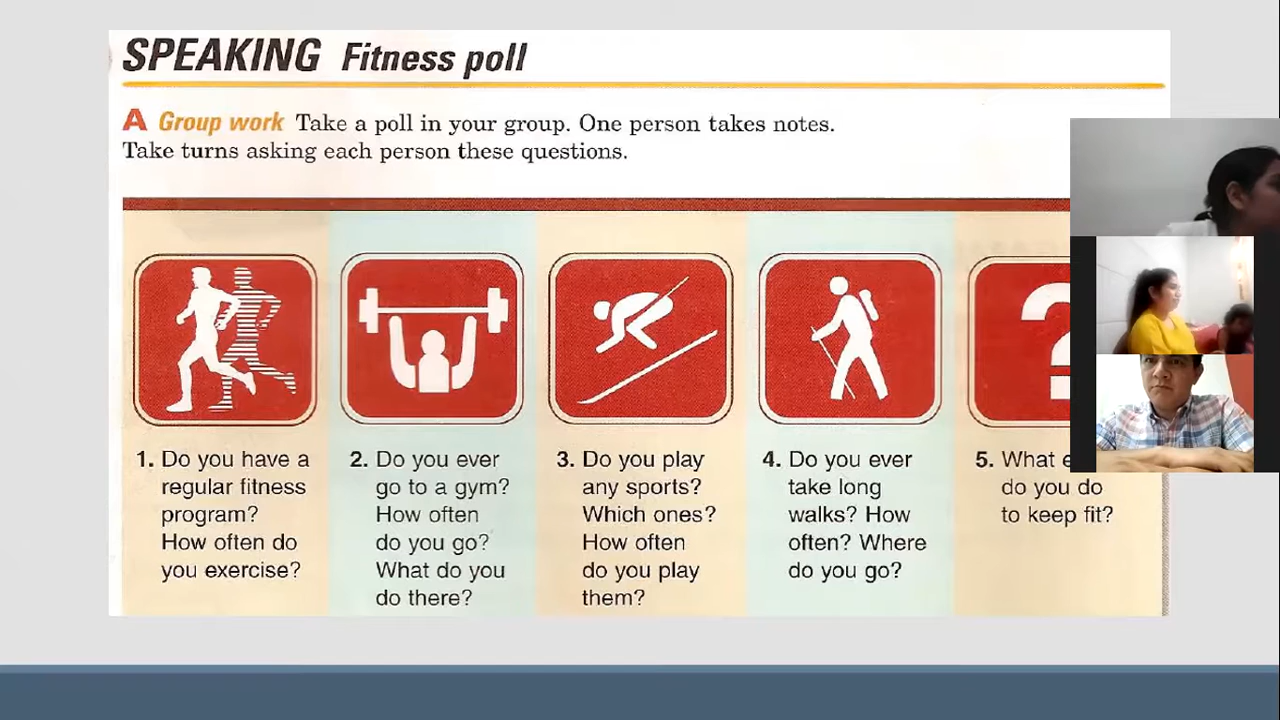 SPEAKING Fitness poll
A Group work Take a poll in your group. One person takes notes.
Take turns asking each person these questions.
1. Do you have a
regular fitness
program?
How often do
you exercise?
2. Do you ever
go to a gym?
How often
do you go?
What do you
do there?
3. Do you play
any sports?
Which ones?
How often
do you play
them?
4. Do you ever
take long
walks? How
often? Where
do you go?
?
5. What
do you do
to keep fit?